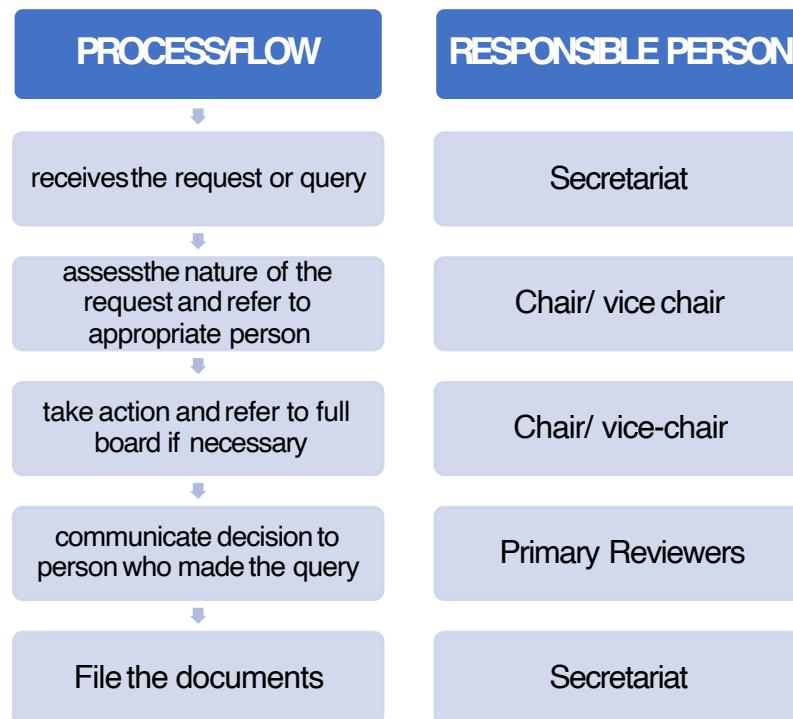 PROCESS/FLOW
RESPONSIBLE PERSON
receives the request or query
Secretariat
assess the nature of the
request and refer to
appropriate person
Chair/ vice chair
take action and refer to full
board if necessary
Chair/ vice-chair
communicate decision to
person who made the query
Primary Reviewers
File the documents
Secretariat